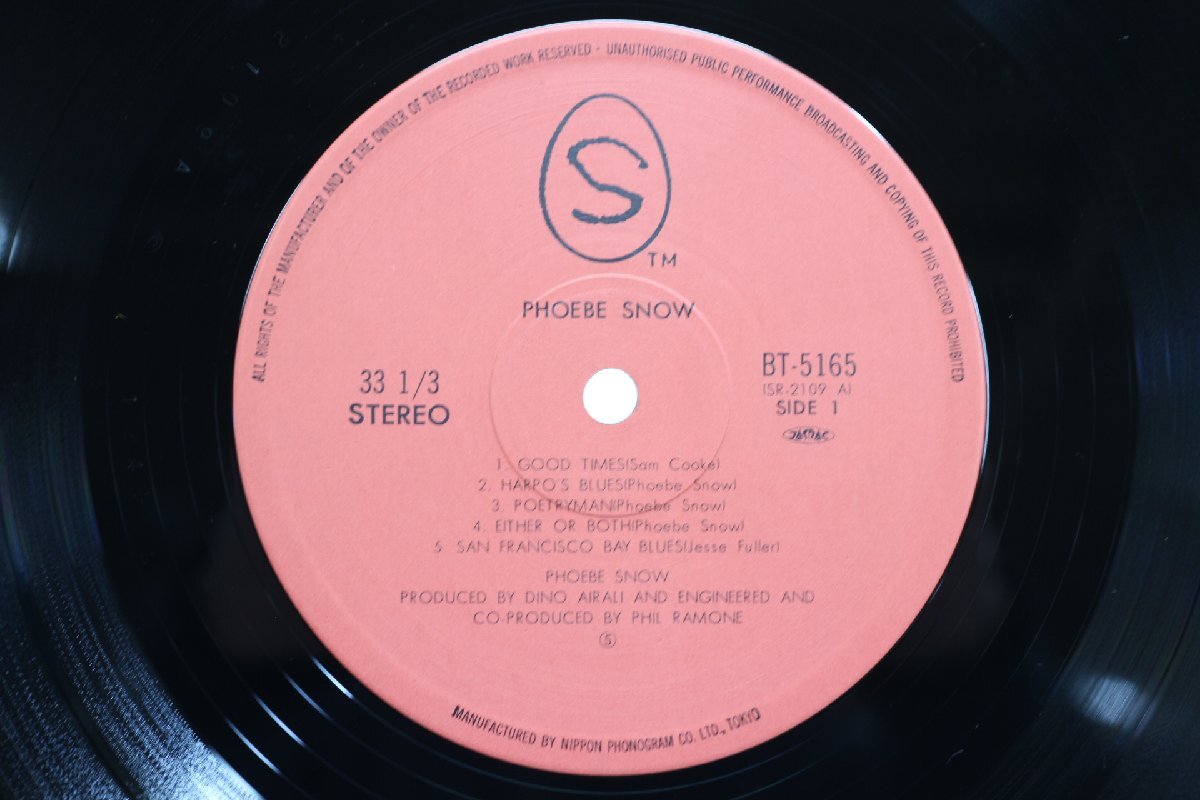 ALL RIGHTS OF THE MANUFACTURER AND OF THE OWNER OF THE RECORDED WORK RESERVED · UNAUTHORISED PUBLIC PERFORMANCE BROADCASTING AND COPYING OF THIS RECORD PROHIBITED
S
TM
PHOEBE SNOW
33 1/3
STEREO
BT-5165
(SR-2109 A)
SIDE 1
JASRAC
1. GOOD TIMES(Sam Cooke)
2. HARPO'S BLUES(Phoebe Snow)
3. POETRYMAN(Phoebe Snow)
4. EITHER OR BOTH(Phoebe Snow)
5. SAN FRANCISCO BAY BLUES(Jesse Fuller)
PHOEBE SNOW
PRODUCED BY DINO AIRALI AND ENGINEERED AND
CO-PRODUCED BY PHIL RAMONE
Ⓢ
MANUFACTURED BY NIPPON PHONOGRAM CO. LTD., TOKYO